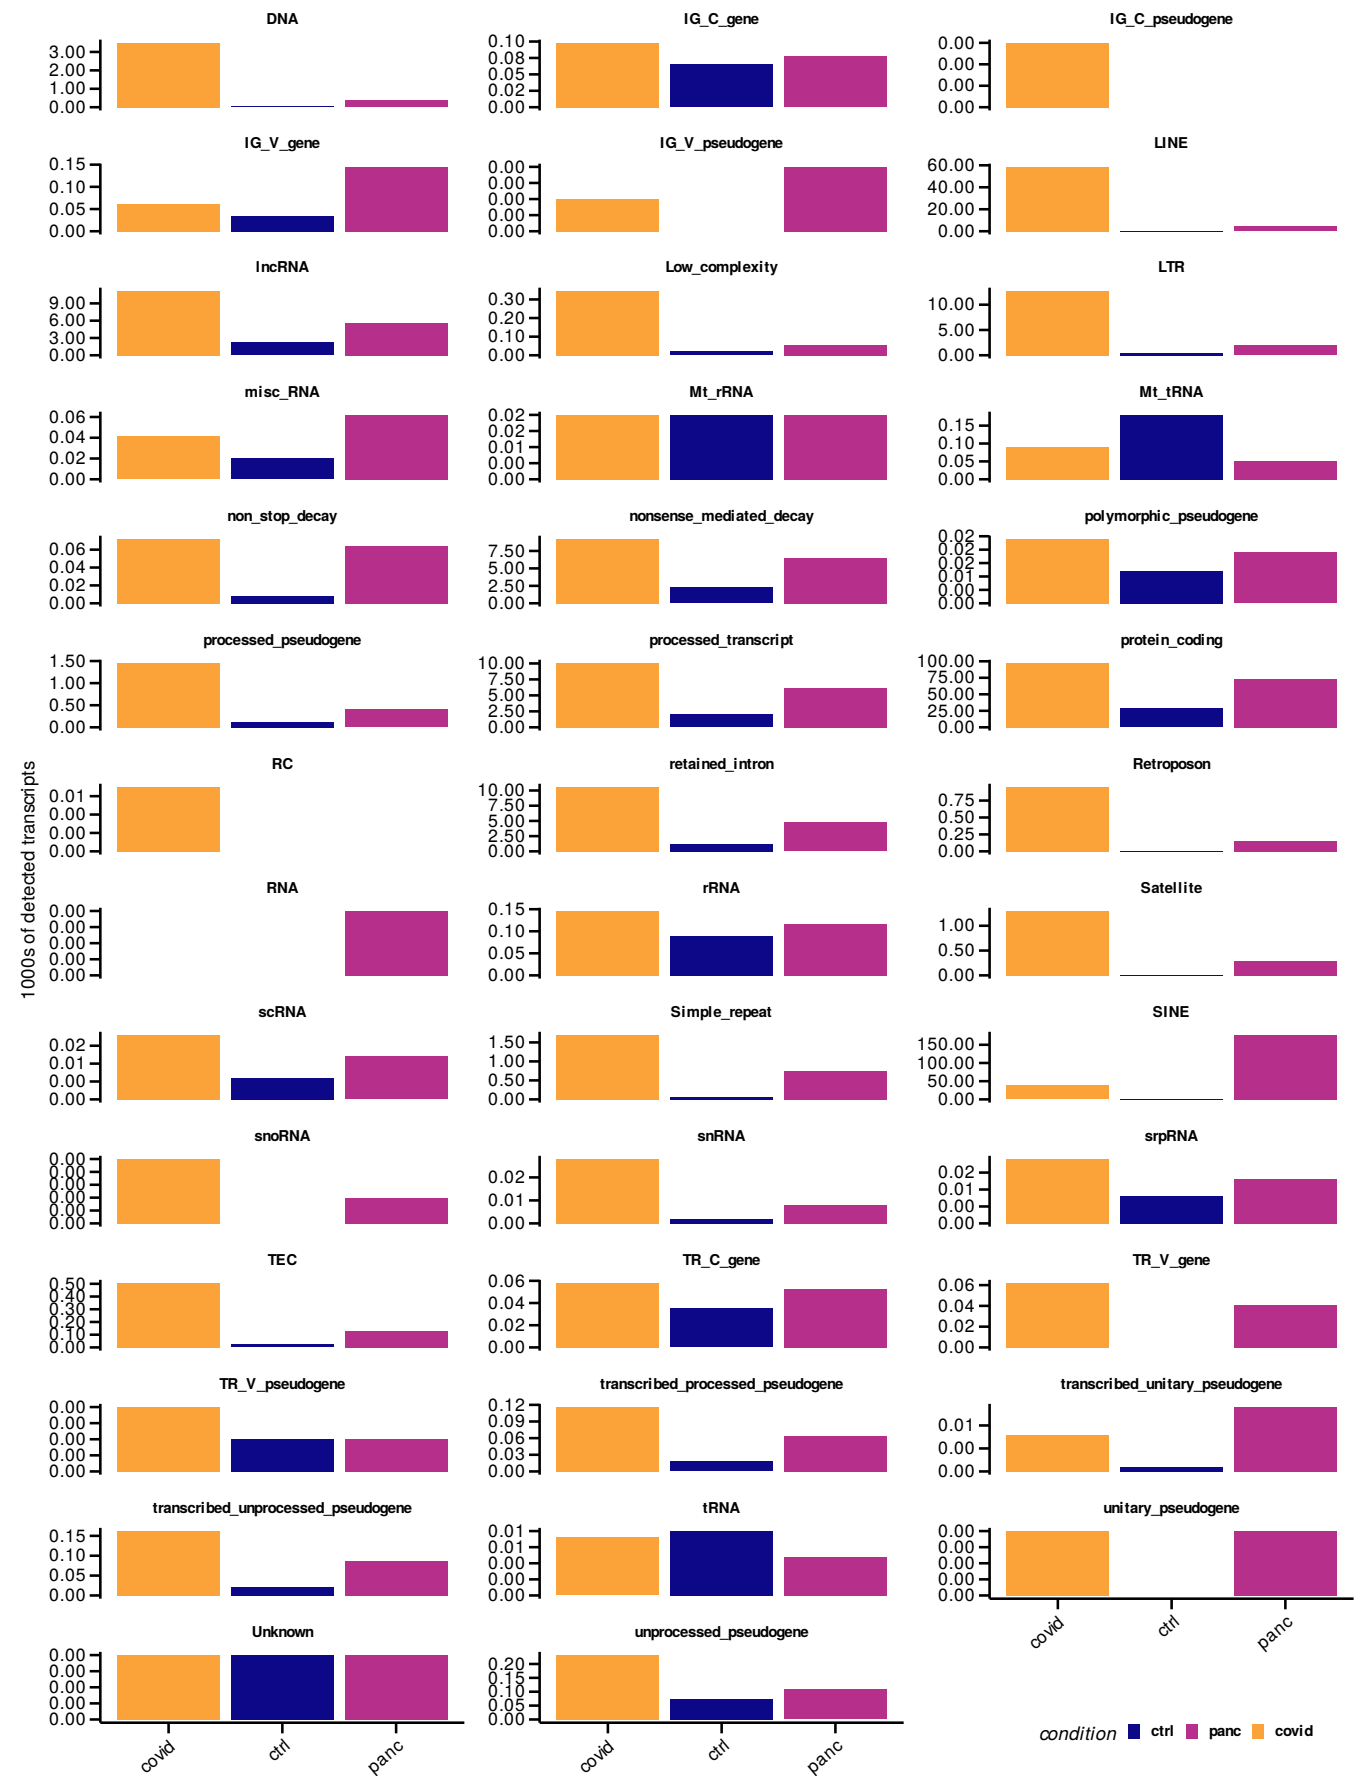 DNA IG_C_gene IG_C_pseudogene
3.00 2.00 1.00 0.00
0.10 0.08 0.05 0.02 0.00
0.00 0.00 0.00 0.00
IG_V_gene IG_V_pseudogene LINE
0.15 0.10 0.05 0.00
0.00 0.00 0.00 0.00 0.00
60.00 40.00 20.00 0.00
lncRNA Low_complexity LTR
9.00 6.00 3.00 0.00
0.30 0.20 0.10 0.00
10.00 5.00 0.00
misc_RNA Mt_rRNA Mt_tRNA
0.06 0.04 0.02 0.00
0.02 0.02 0.01 0.00 0.00
0.15 0.10 0.05 0.00
non_stop_decay nonsense_mediated_decay polymorphic_pseudogene
0.06 0.04 0.02 0.00
7.50 5.00 2.50 0.00
0.02 0.02 0.01 0.01 0.00 0.00
processed_pseudogene processed_transcript protein_coding
1.50 1.00 0.50 0.00
10.00 7.50 5.00 2.50 0.00
100.00 75.00 50.00 25.00 0.00
1000s of detected transcripts
RC retained_intron Retroposon
0.01 0.00 0.00 0.00
10.00 7.50 5.00 2.50 0.00
0.75 0.50 0.25 0.00
RNA rRNA Satellite
0.00 0.00 0.00 0.00 0.00
0.15 0.10 0.05 0.00
1.00 0.50 0.00
scRNA Simple_repeat SINE
0.02 0.01 0.00 0.00
1.50 1.00 0.50 0.00
150.00 100.00 50.00 0.00
snoRNA snRNA srpRNA
0.00 0.00 0.00 0.00 0.00 0.00
0.02 0.01 0.00
0.02 0.01 0.00 0.00
TEC TR_C_gene TR_V_gene
0.50 0.40 0.30 0.20 0.10 0.00
0.06 0.04 0.02 0.00
0.06 0.04 0.02 0.00
TR_V_pseudogene transcribed_processed_pseudogene transcribed_unitary_pseudogene
0.00 0.00 0.00 0.00 0.00
0.12 0.09 0.06 0.03 0.00
0.01 0.00 0.00
transcribed_unprocessed_pseudogene tRNA unitary_pseudogene
0.15 0.10 0.05 0.00
0.01 0.01 0.00 0.00 0.00
0.00 0.00 0.00 0.00 0.00
covid ctrl panc
Unknown unprocessed_pseudogene
0.00 0.00 0.00 0.00 0.00
0.20 0.15 0.10 0.05 0.00
covid ctrl panc
covid ctrl panc
condition ctrl panc covid